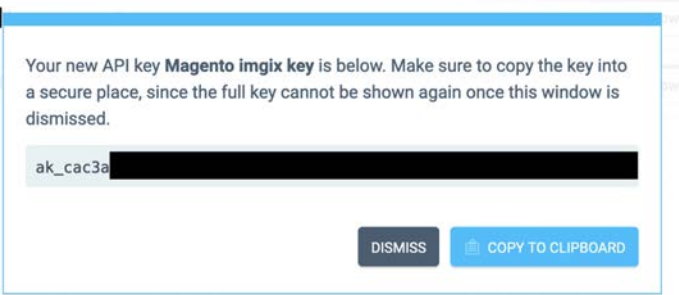 Your new API key Magento imgix key is below. Make sure to copy the key into
a secure place, since the full key cannot be shown again once this window is
dismissed.
ak_cac3a
DISMISS
COPY TO CLIPBOARD